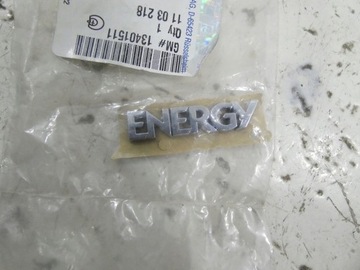 AG, D-65423 Rüsselsheim
GM# 13401511
Qty 1
11 03 218
ENERGY